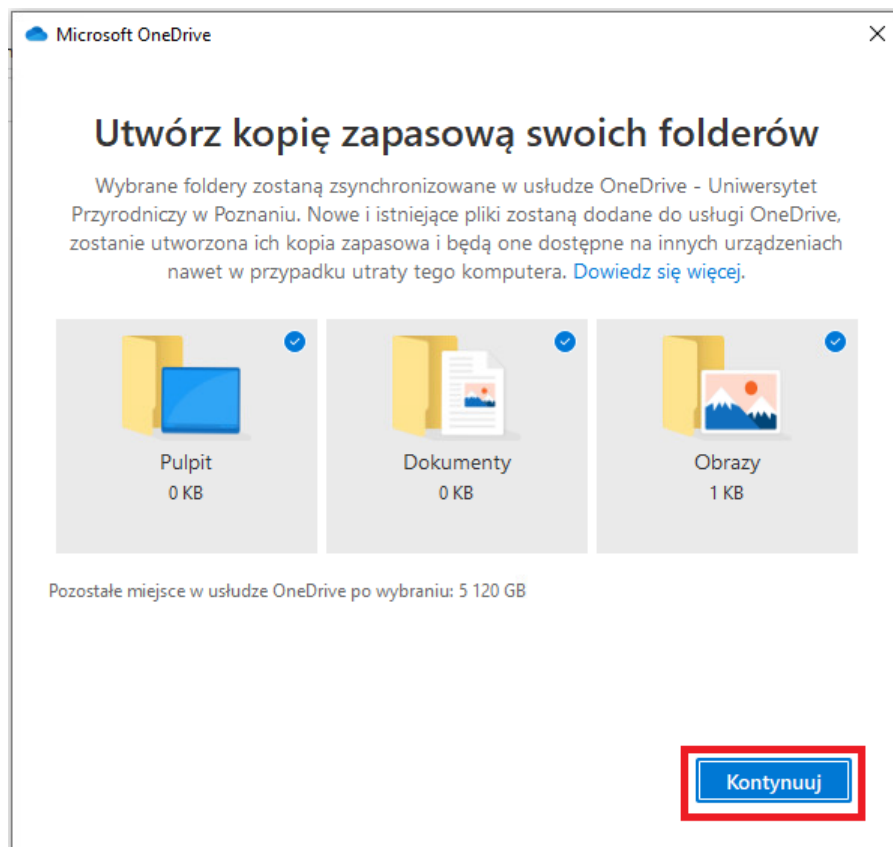 Microsoft OneDrive
Utwórz kopię zapasową swoich folderów
Wybrane foldery zostaną zsynchronizowane w usłudze OneDrive - Uniwersytet
Przyrodniczy w Poznaniu. Nowe i istniejące pliki zostaną dodane do usługi OneDrive,
zostanie utworzona ich kopia zapasowa i będą one dostępne na innych urządzeniach
nawet w przypadku utraty tego komputera. Dowiedz się więcej.
Pulpit
0 KB
Dokumenty
0 KB
Obrazy
1 KB
Pozostałe miejsce w usłudze OneDrive po wybraniu: 5 120 GB
Kontynuuj